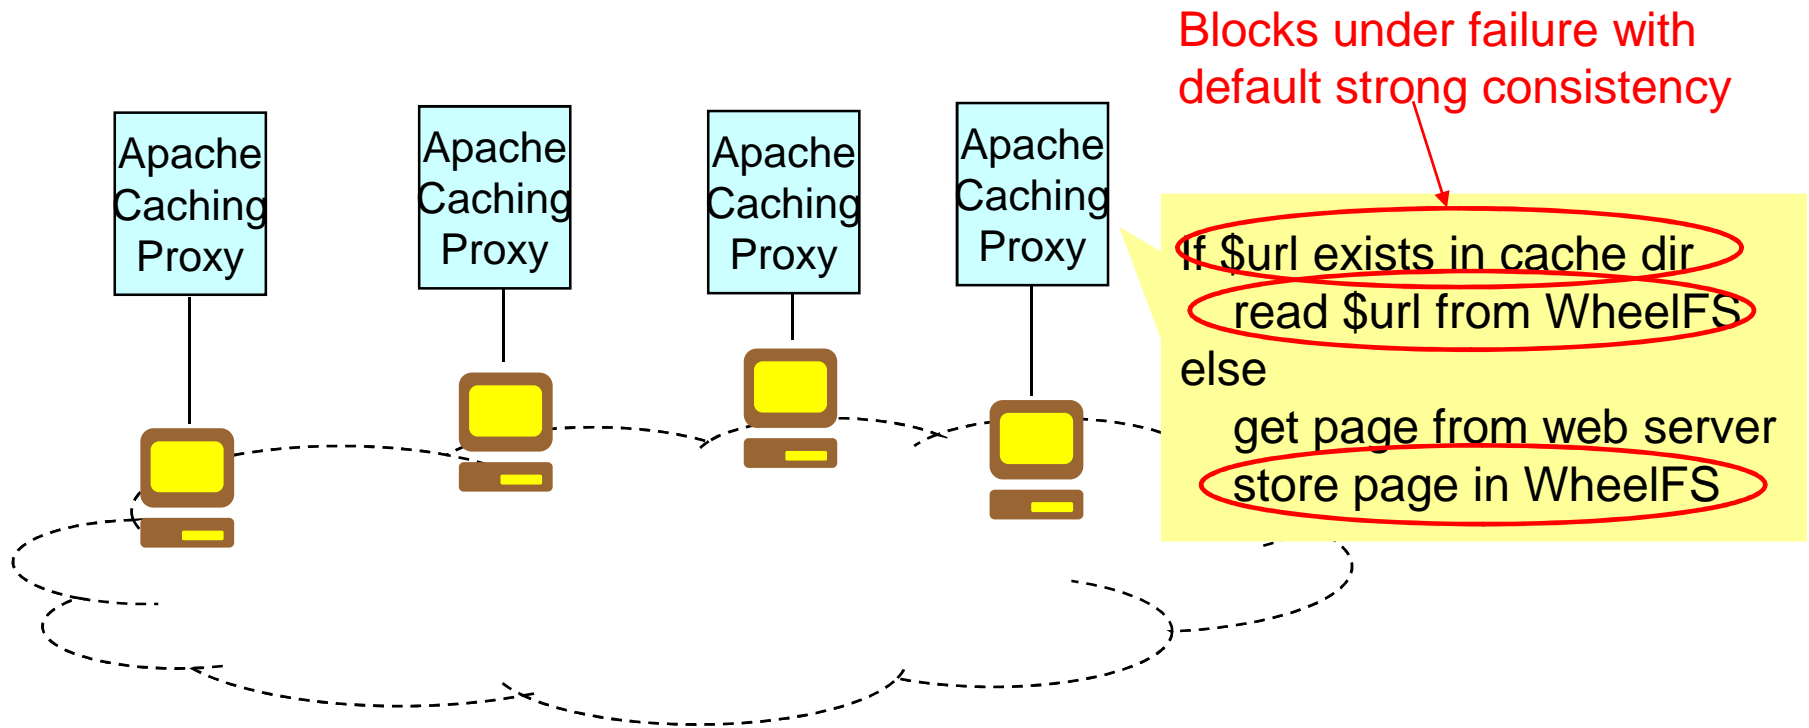 Blocks under failure with
default strong consistency
Apache
Caching
Proxy
Apache
Caching
Proxy
Apache
Caching
Proxy
Apache
Caching
Proxy
If $url exists in cache dir
read $url from WheelFS
else
get page from web server
store page in WheelFS